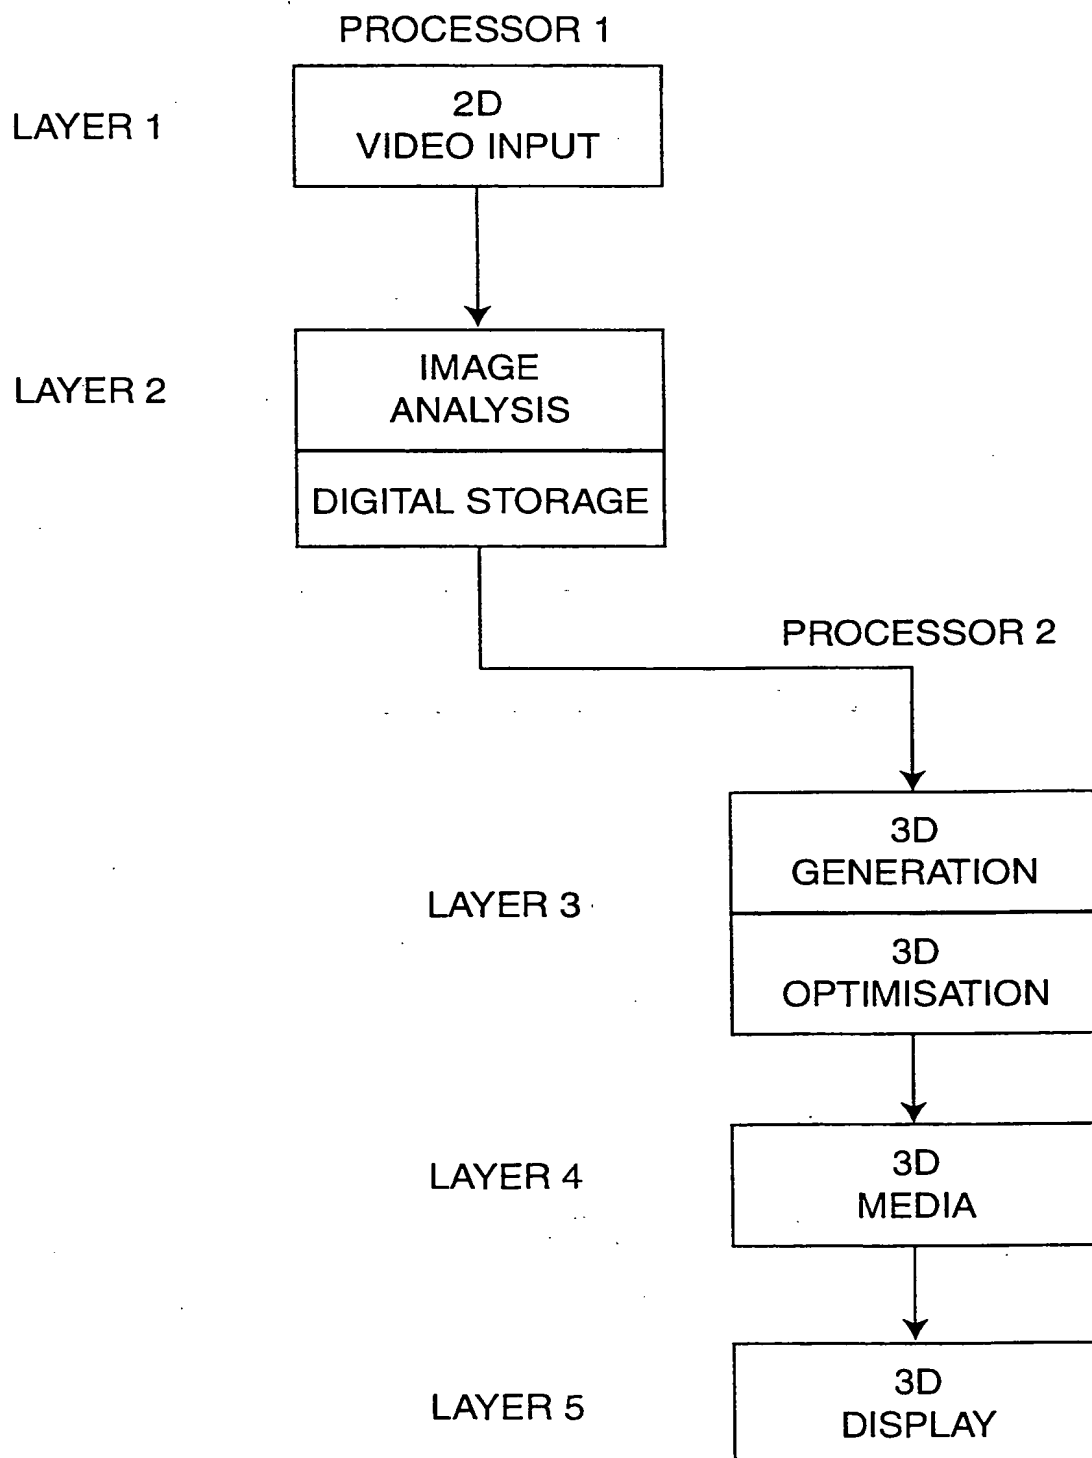 PROCESSOR 1
LAYER 1
2D
VIDEO INPUT
LAYER 2
IMAGE
ANALYSIS
DIGITAL STORAGE
PROCESSOR 2
LAYER 3
3D
GENERATION
3D
OPTIMISATION
LAYER 4
3D
MEDIA
LAYER 5
3D
DISPLAY